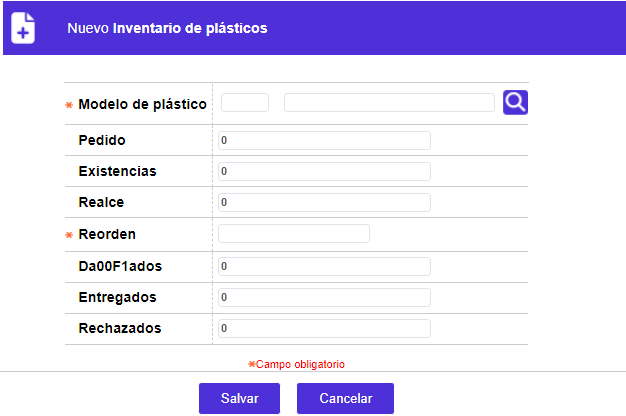 Nuevo Inventario de plásticos
* Modelo de plástico
Pedido 0
Existencias 0
Realce 0
* Reorden
Da00F1ados 0
Entregados 0
Rechazados 0
*Campo obligatorio
Salvar Cancelar